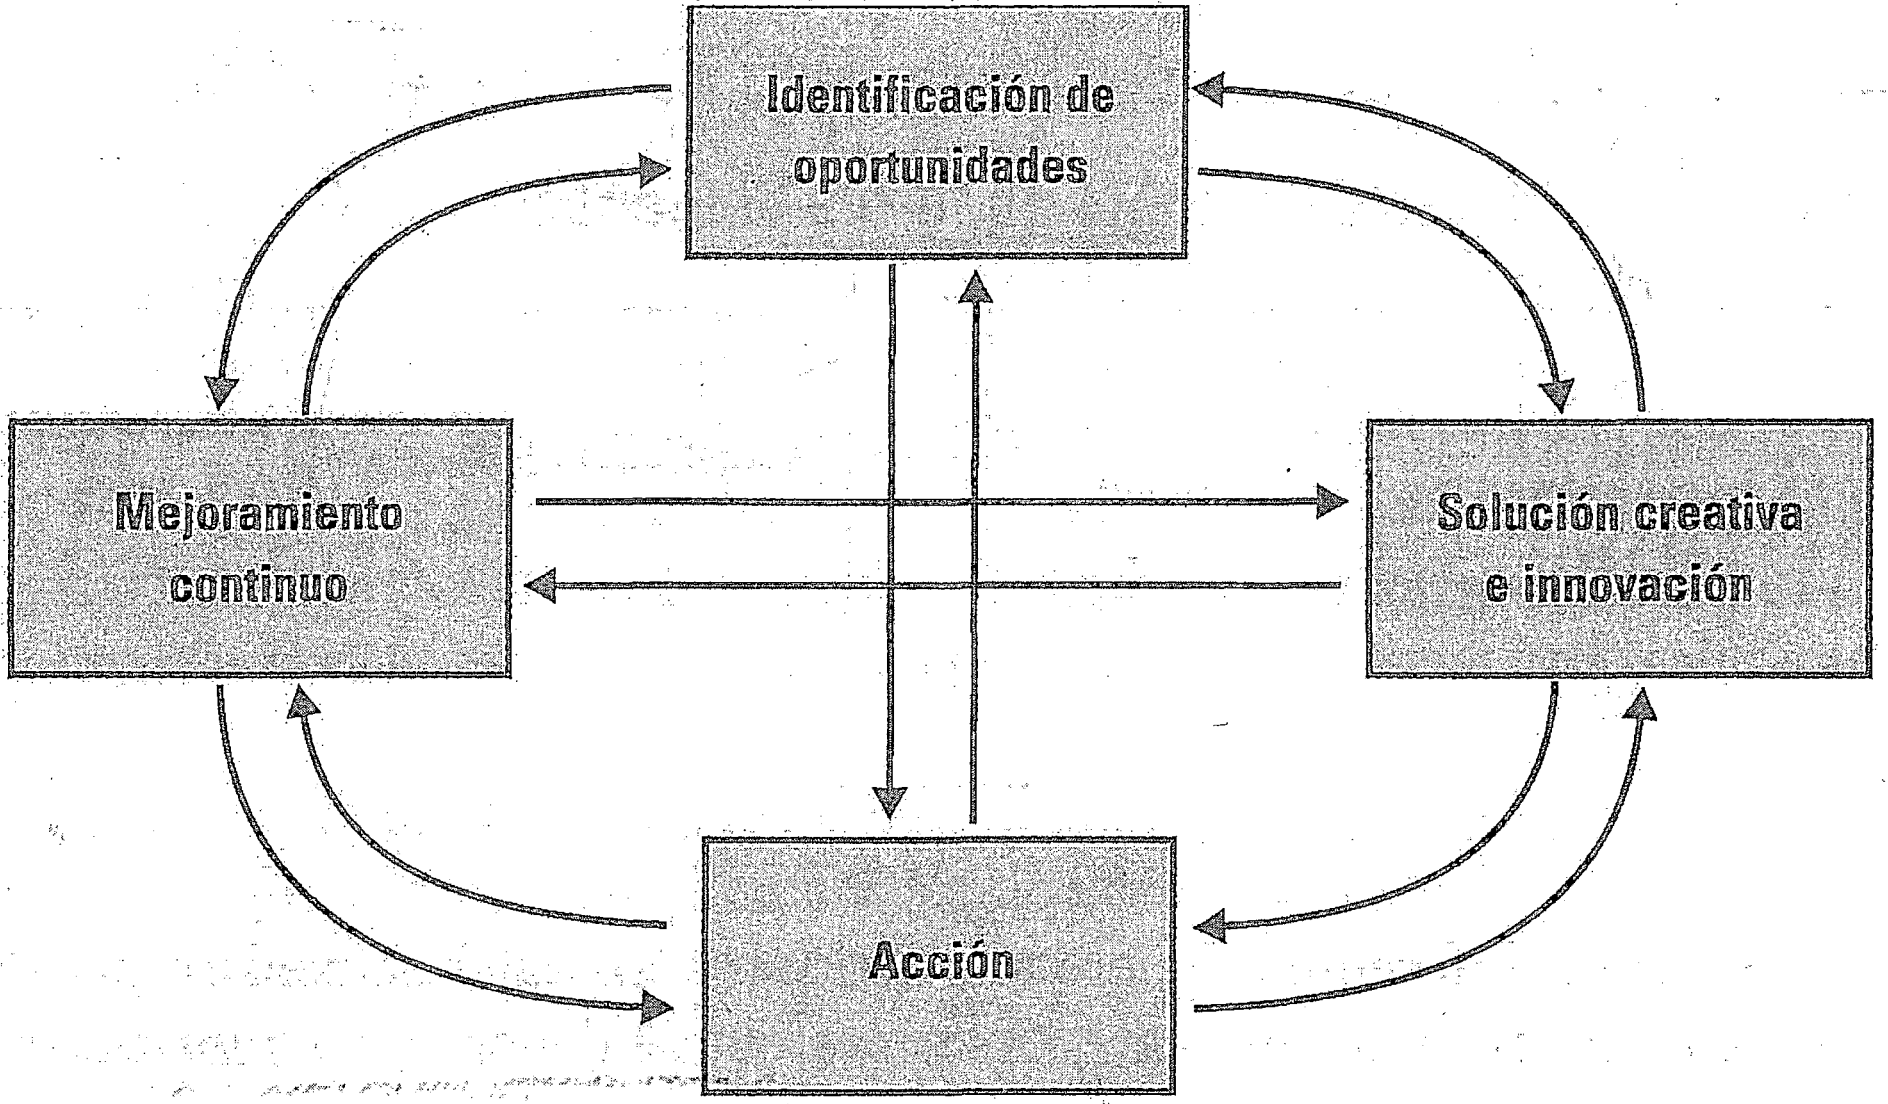 Identificación de
oportunidades
Mejoramiento
continuo
Solución creativa
e innovación
Acción